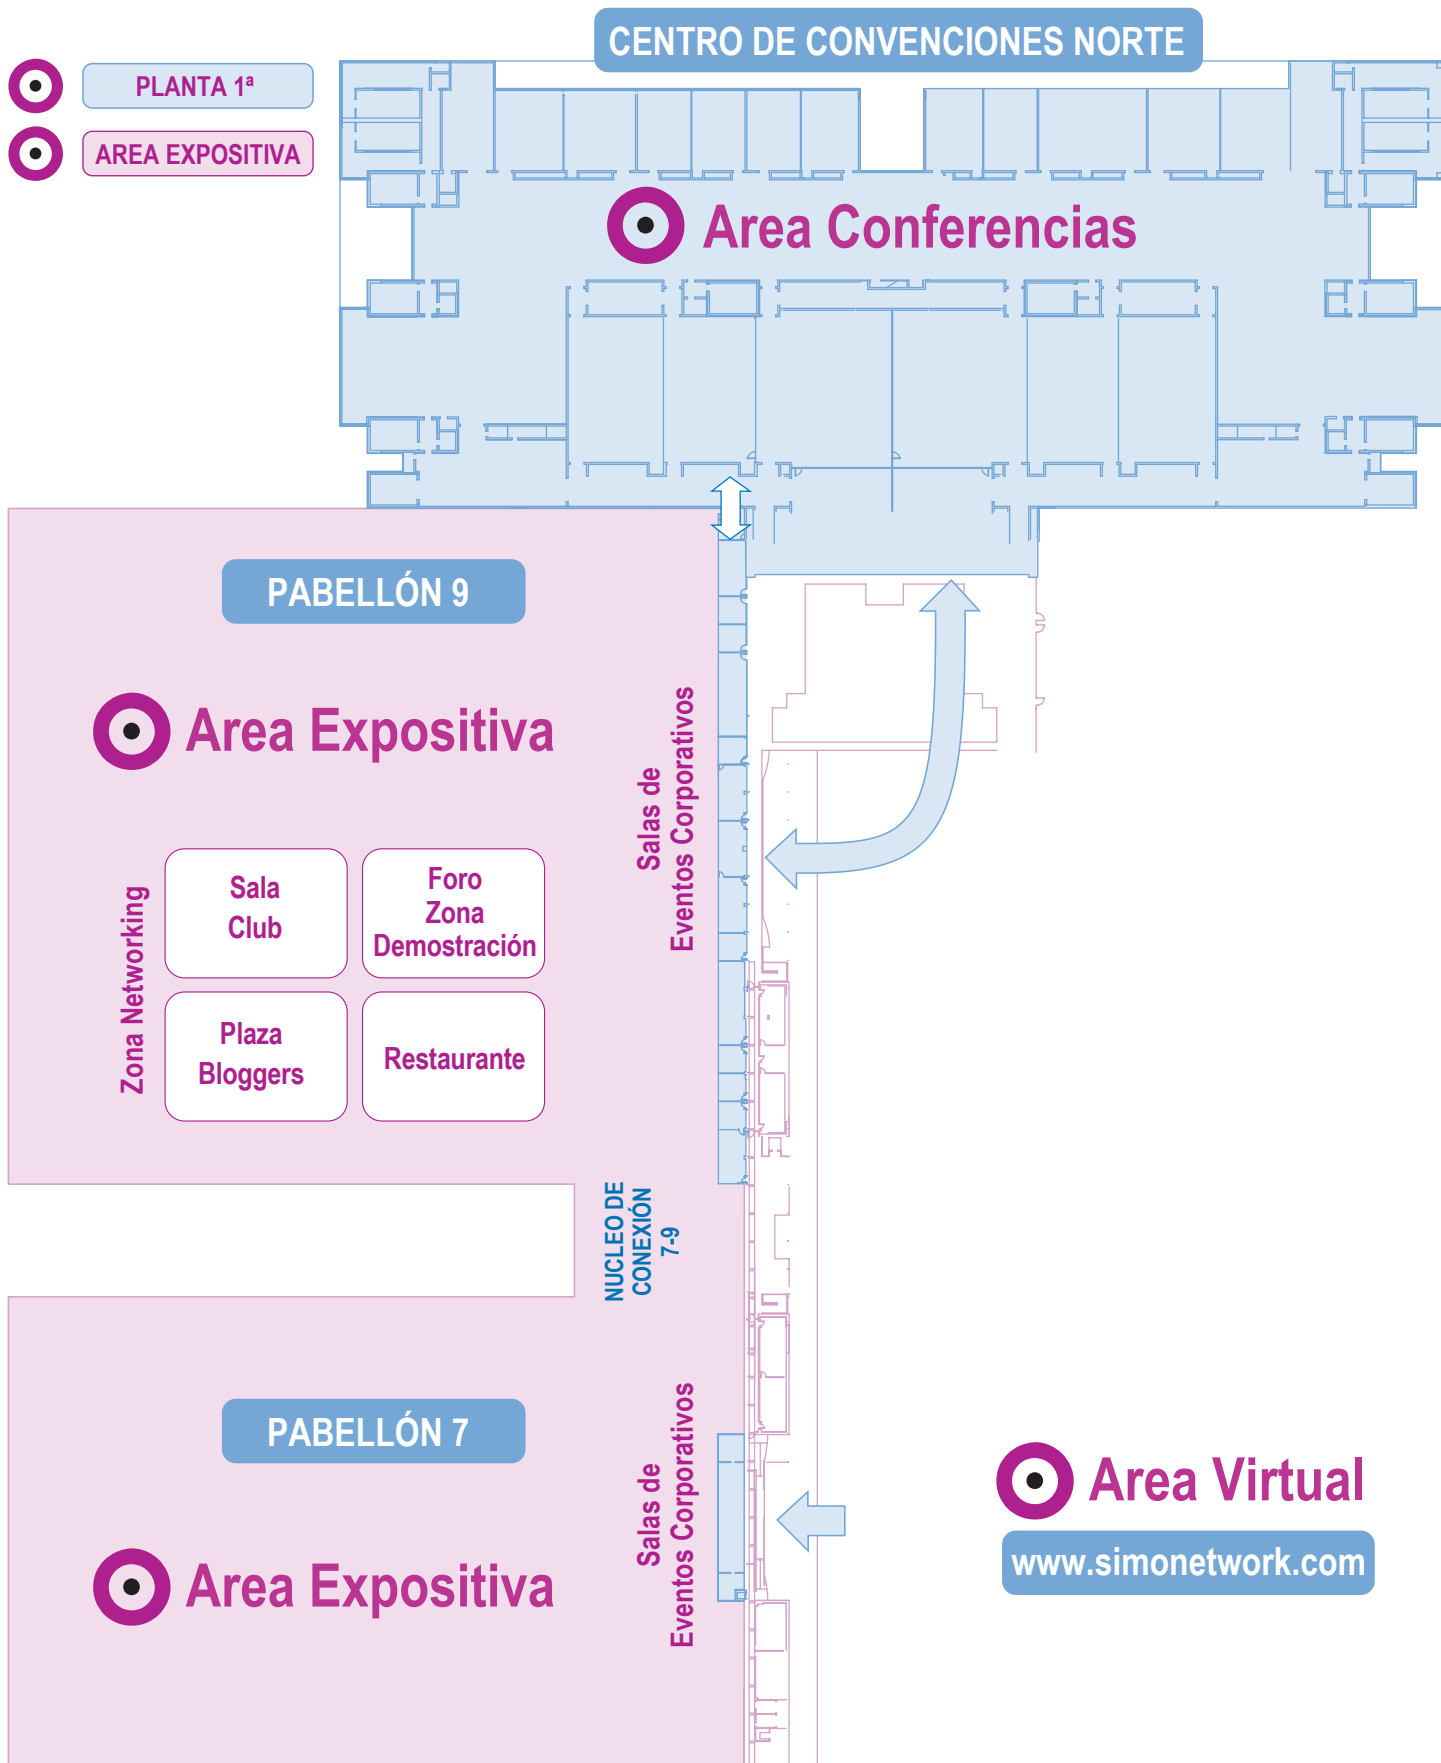 CENTRO DE CONVENCIONES NORTE
PLANTA 1ª
AREA EXPOSITIVA
Area Conferencias
PABELLÓN 9
Area Expositiva
Salas de
Eventos Corporativos
Zona Networking
Sala
Club
Foro
Zona
Demostración
Plaza
Bloggers
Restaurante
NUCLEO DE
CONEXIÓN
7-9
PABELLÓN 7
Area Expositiva
Salas de
Eventos Corporativos
Area Virtual
www.simonetwork.com